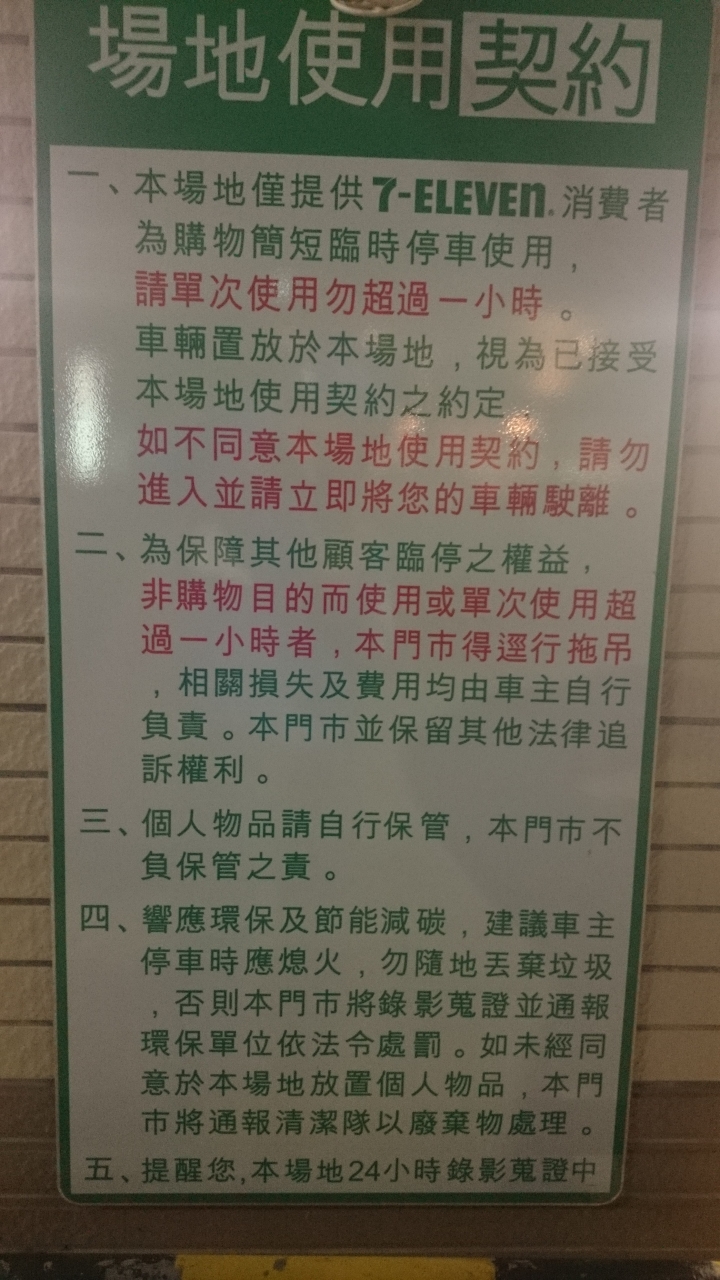 場地使用契約
一、本場地僅提供7-ELEVEn.消費者
為購物簡短臨時停車使用，
請單次使用勿超過一小時。
車輛置放於本場地，視為已接受
本場地使用契約之約定，
如不同意本場地使用契約，請勿
進入並請立即將您的車輛駛離。
二、為保障其他顧客臨停之權益，
非購物目的而使用或單次使用超
過一小時者，本門市得逕行拖吊
，相關損失及費用均由車主自行
負責。本門市並保留其他法律追
訴權利。
三、個人物品請自行保管，本門市不
負保管之責。
四、響應環保及節能減碳，建議車主
停車時應熄火，勿隨地丟棄垃圾
，否則本門市將錄影蒐證並通報
環保單位依法令處罰。如未經同
意於本場地放置個人物品，本門
市將通報清潔隊以廢棄物處理。
五、提醒您,本場地24小時錄影蒐證中